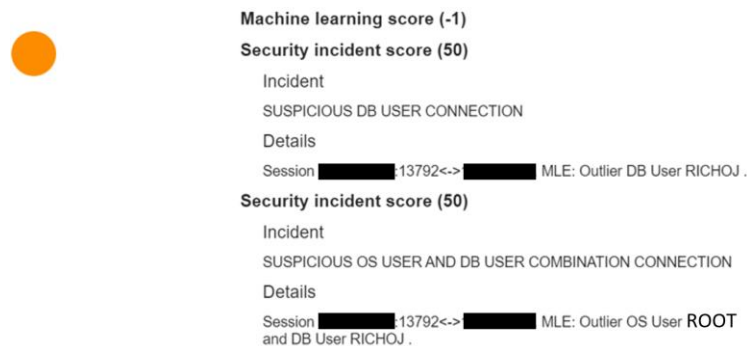 Machine learning score (-1)
Security incident score (50)
Incident
SUSPICIOUS DB USER CONNECTION
Details
Session :13792<-> MLE: Outlier DB User RICHOJ .
Security incident score (50)
Incident
SUSPICIOUS OS USER AND DB USER COMBINATION CONNECTION
Details
Session :13792<-> MLE: Outlier OS User ROOT
and DB User RICHOJ .